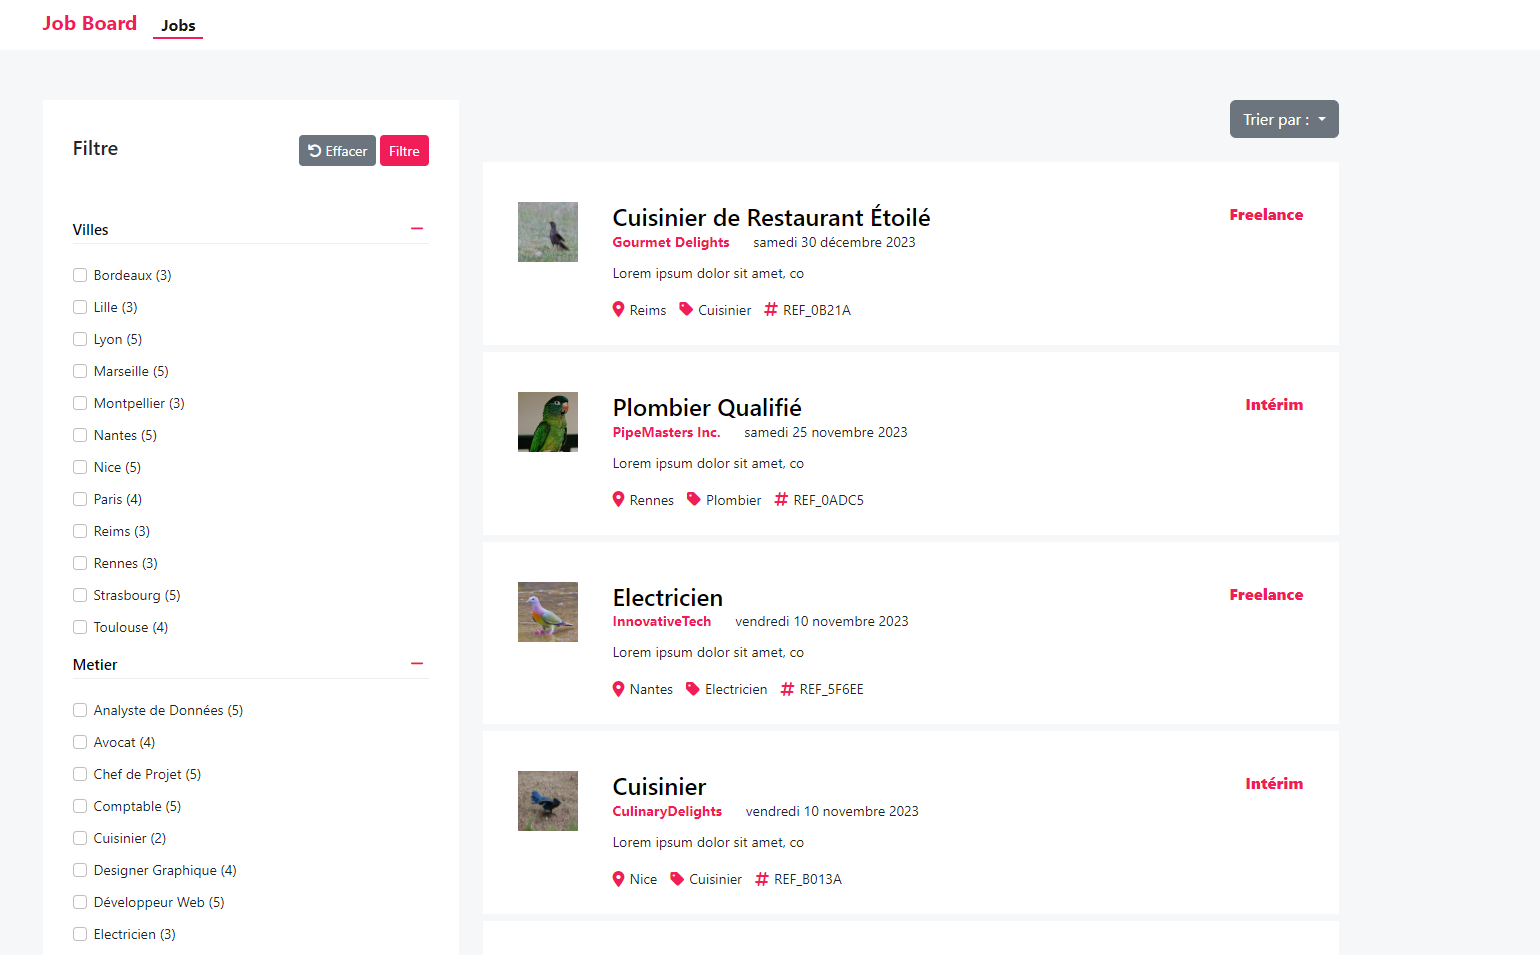 Job Board Jobs
Filtre
Effacer
Filtre
Villes
Bordeaux (3)
Lille (3)
Lyon (5)
Marseille (5)
Montpellier (3)
Nantes (5)
Nice (5)
Paris (4)
Reims (3)
Rennes (3)
Strasbourg (5)
Toulouse (4)
Metier
Analyste de Données (5)
Avocat (4)
Chef de Projet (5)
Comptable (5)
Cuisinier (2)
Designer Graphique (4)
Développeur Web (5)
Electricien (3)
Trier par :
Cuisinier de Restaurant Étoilé
Freelance
Gourmet Delights samedi 30 décembre 2023
Lorem ipsum dolor sit amet, co
Reims Cuisinier # REF_0B21A
Plombier Qualifié
Intérim
PipeMasters Inc. samedi 25 novembre 2023
Lorem ipsum dolor sit amet, co
Rennes Plombier # REF_0ADC5
Electricien
Freelance
InnovativeTech vendredi 10 novembre 2023
Lorem ipsum dolor sit amet, co
Nantes Electricien # REF_5F6EE
Cuisinier
Intérim
CulinaryDelights vendredi 10 novembre 2023
Lorem ipsum dolor sit amet, co
Nice Cuisinier # REF_B013A